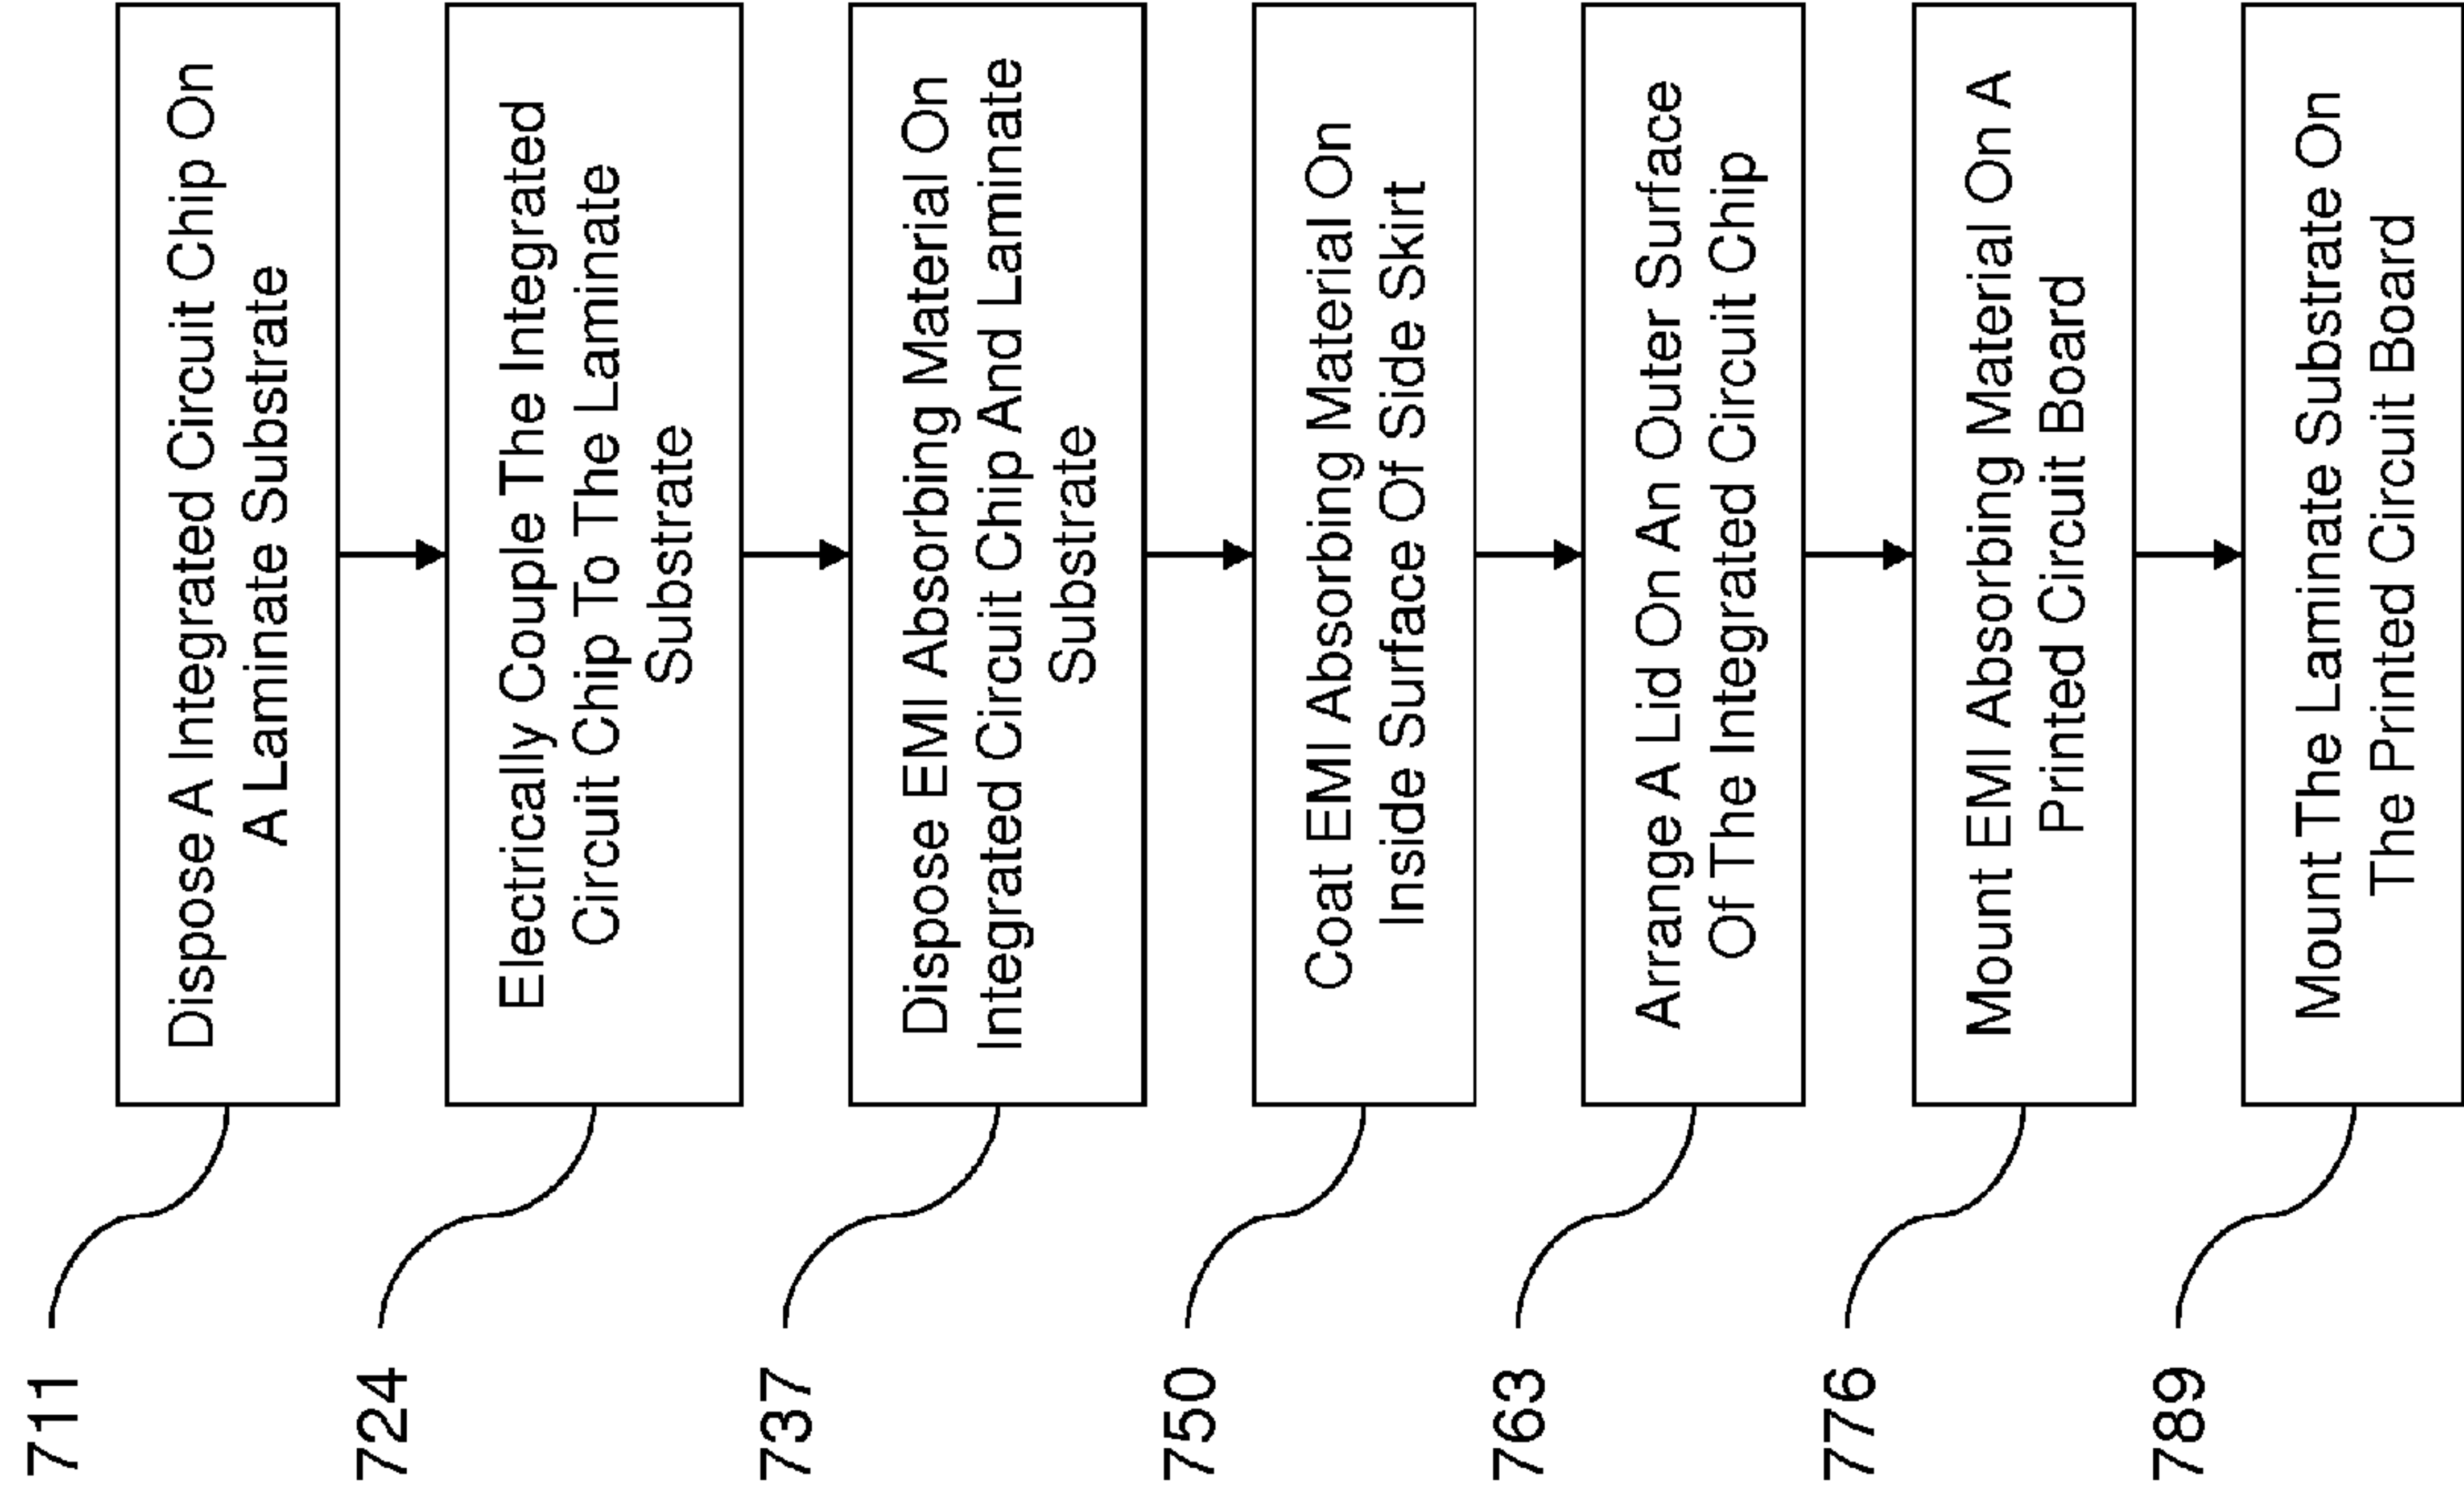 711
Dispose A Integrated Circuit Chip On
A Laminate Substrate
724
Electrically Couple The Integrated
Circuit Chip To The Laminate
Substrate
737
Dispose EMI Absorbing Material On
Integrated Circuit Chip And Laminate
Substrate
750
Coat EMI Absorbing Material On
Inside Surface Of Side Skirt
763
Arrange A Lid On An Outer Surface
Of The Integrated Circuit Chip
776
Mount EMI Absorbing Material On A
Printed Circuit Board
789
Mount The Laminate Substrate On
The Printed Circuit Board